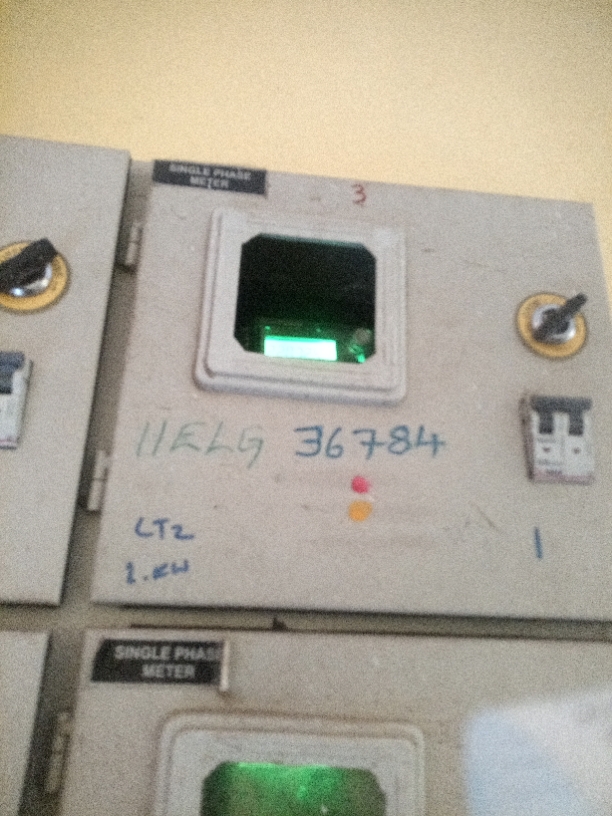 SINGLE PHASE
METER
3
11ELG 36784
LT2
1.KW
1
SINGLE PHASE
METER